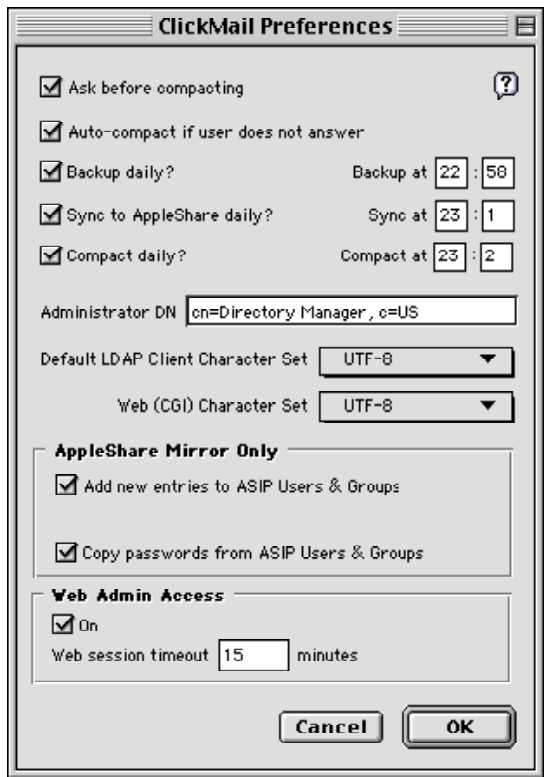 ClickMail Preferences
Ask before compacting
?
Auto-compact if user does not answer
Backup daily? Backup at 22 : 58
Sync to AppleShare daily? Sync at 23 : 1
Compact daily? Compact at 23 : 2
Administrator DN cn=Directory Manager, c=US
Default LDAP Client Character Set UTF-8
Web (CGI) Character Set UTF-8
AppleShare Mirror Only
Add new entries to ASIP Users & Groups
Copy passwords from ASIP Users & Groups
Web Admin Access
On
Web session timeout 15 minutes
Cancel OK